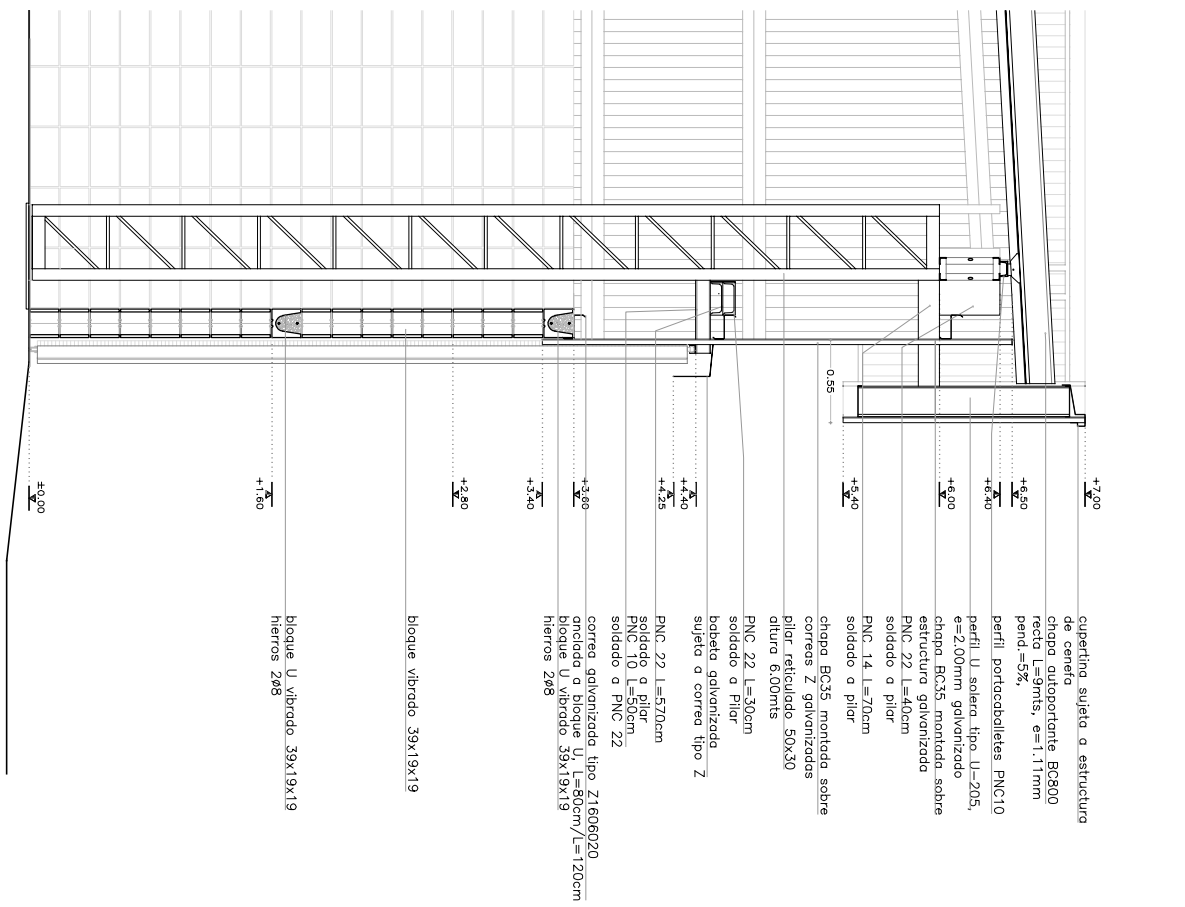 cupertina sujeta a estructura
de cenefa
chapa autoportante BC800
recta L=9mts, e=1.11mm
pend.=5%,
perfil portacaballetes PNC10
perfil U solera tipo U-205,
e=2.00mm galvanizado
chapa BC35 montada sobre
estructura galvanizada
PNC 22 L=40cm
soldado a pilar
PNC 14 L=70cm
soldado a pilar
chapa BC35 montada sobre
correas Z galvanizadas
pilar reticulado 50x30
altura 6.00mts
PNC 22 L=30cm
soldado a Pilar
babeta galvanizada
sujeta a correa tipo Z
PNC 22 L=570cm
soldado a pilar
PNC 10 L=50cm
soldado a PNC 22
correa galvanizada tipo Z1606020
anclada a bloque U, L=80cm/L=120cm
bloque U vibrado 39x19x19
hierros 2ø8
bloque vibrado 39x19x19
bloque U vibrado 39x19x19
hierros 2ø8
+7.00
+6.50
+6.40
+6.00
+5.40
+4.40
+4.25
+3.60
+3.40
+2.80
+1.60
±0.00
0.55